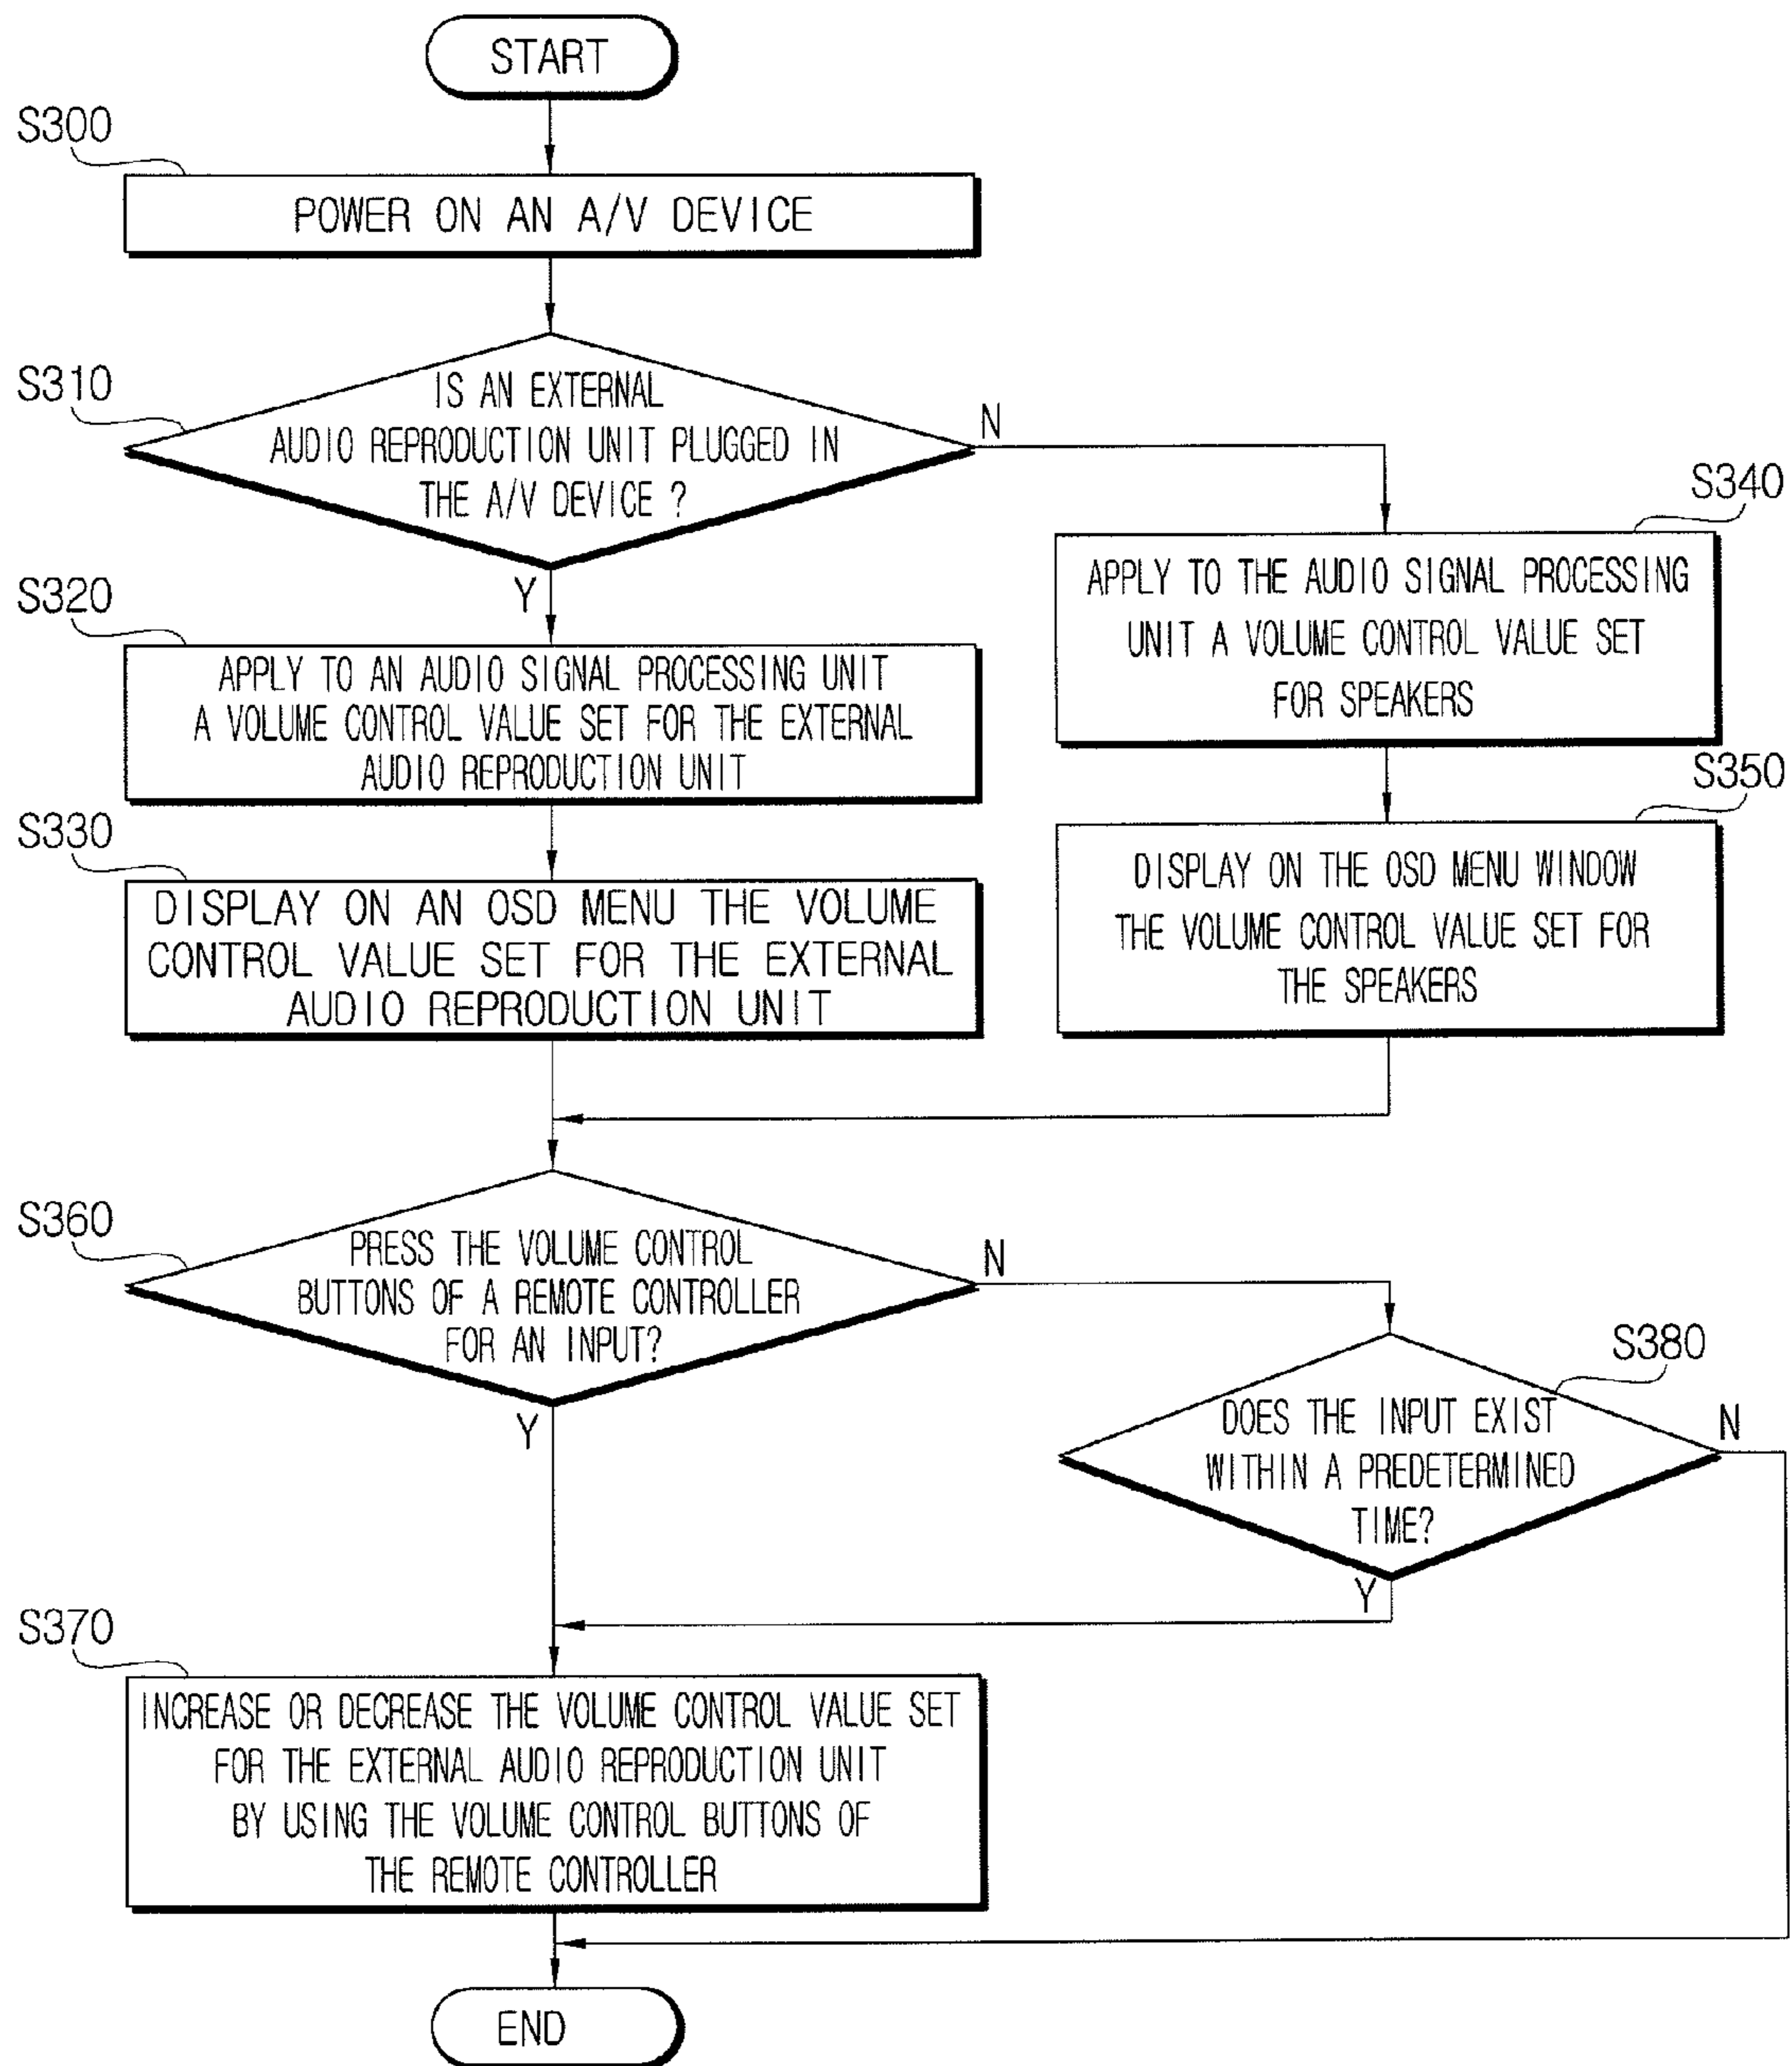 START
S300
POWER ON AN A/V DEVICE
S310
IS AN EXTERNAL
AUDIO REPRODUCTION UNIT PLUGGED IN
THE A/V DEVICE ?
N
Y
S320
APPLY TO AN AUDIO SIGNAL PROCESSING UNIT
A VOLUME CONTROL VALUE SET FOR THE EXTERNAL
AUDIO REPRODUCTION UNIT
S330
DISPLAY ON AN OSD MENU THE VOLUME
CONTROL VALUE SET FOR THE EXTERNAL
AUDIO REPRODUCTION UNIT
S340
APPLY TO THE AUDIO SIGNAL PROCESSING
UNIT A VOLUME CONTROL VALUE SET
FOR SPEAKERS
S350
DISPLAY ON THE OSD MENU WINDOW
THE VOLUME CONTROL VALUE SET FOR
THE SPEAKERS
S360
PRESS THE VOLUME CONTROL
BUTTONS OF A REMOTE CONTROLLER
FOR AN INPUT?
N
Y
S380
DOES THE INPUT EXIST
WITHIN A PREDETERMINED
TIME?
N
Y
S370
INCREASE OR DECREASE THE VOLUME CONTROL VALUE SET
FOR THE EXTERNAL AUDIO REPRODUCTION UNIT
BY USING THE VOLUME CONTROL BUTTONS OF
THE REMOTE CONTROLLER
END